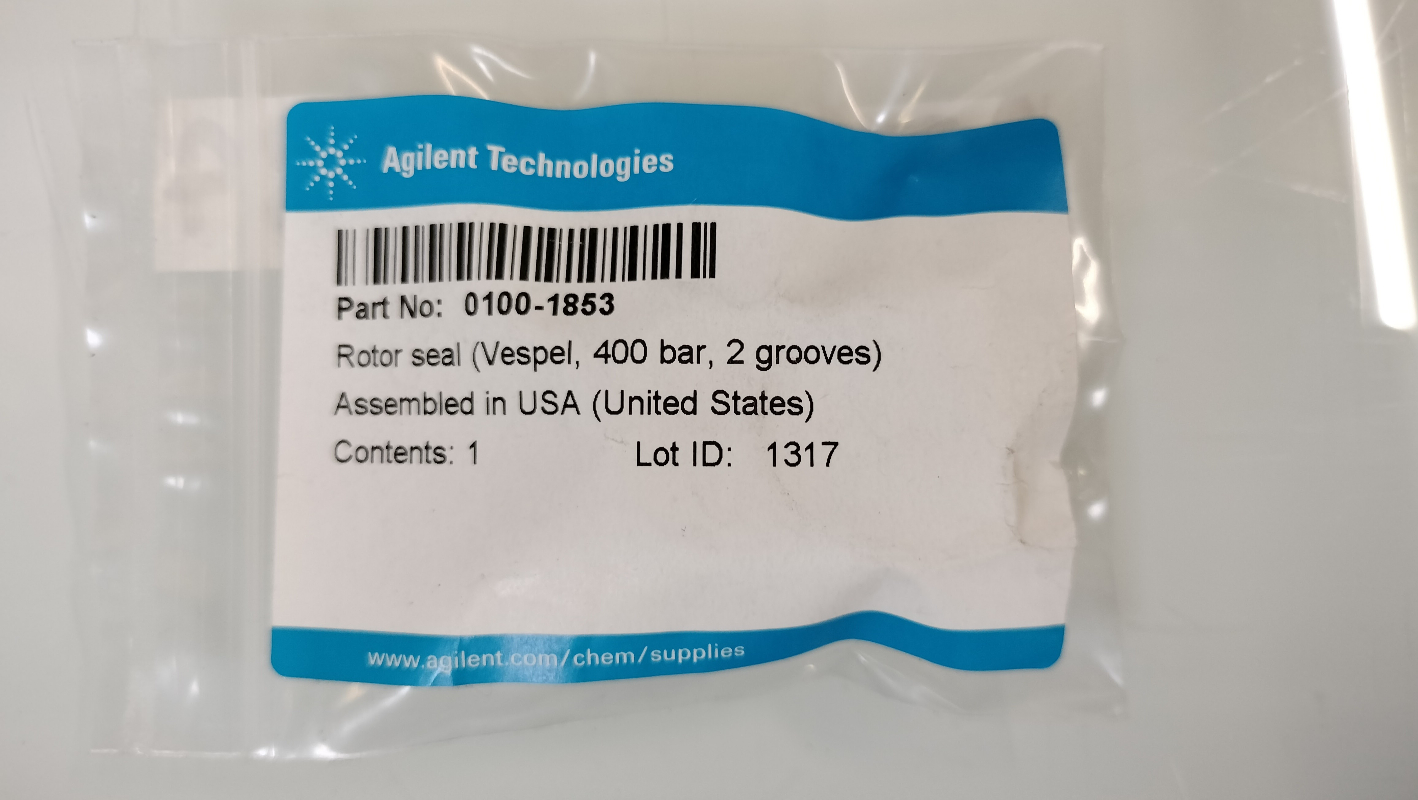 Agilent Technologies
Part No: 0100-1853
Rotor seal (Vespel, 400 bar, 2 grooves)
Assembled in USA (United States)
Contents: 1 Lot ID: 1317
www.agilent.com/chem/supplies